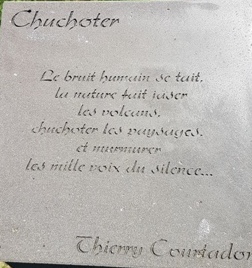 Chuchoter
Le bruit humain se tait,
la nature fait jaser
les volcans,
chuchoter les paysages,
et murmurer
les mille voix du silence...
Thierry Courtadon